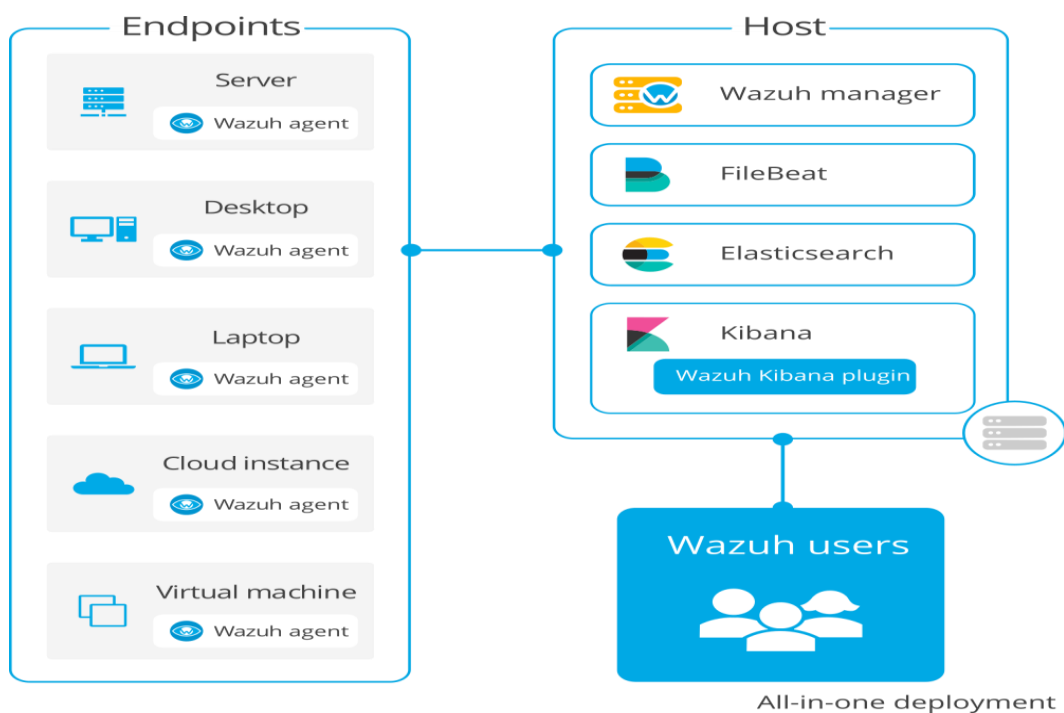 Endpoints
Server
Wazuh agent
Desktop
Wazuh agent
Laptop
Wazuh agent
Cloud instance
Wazuh agent
Virtual machine
Wazuh agent
Host
Wazuh manager
FileBeat
Elasticsearch
Kibana
Wazuh Kibana plugin
Wazuh users
All-in-one deployment